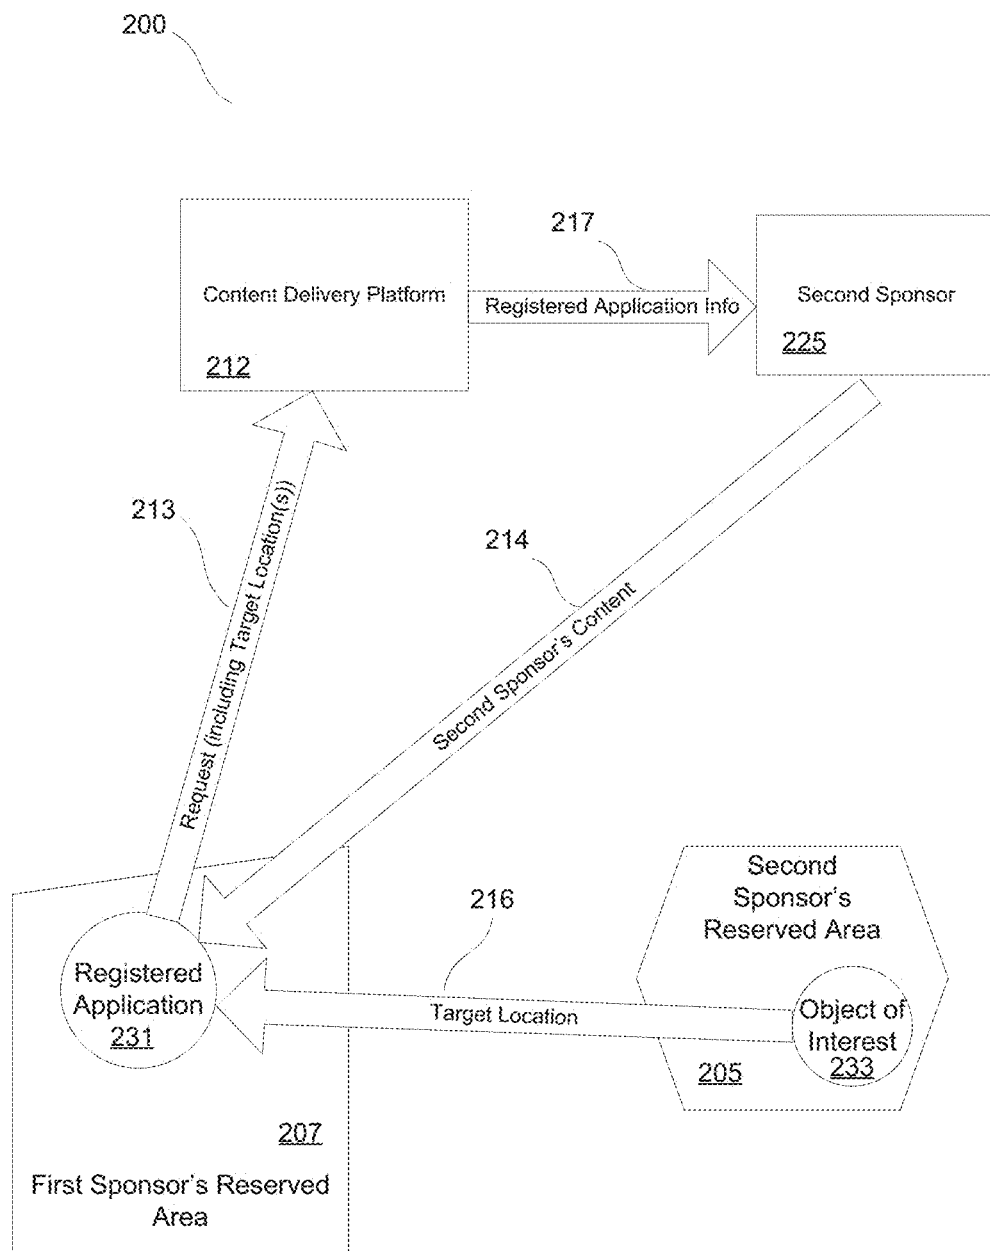 200
217
Content Delivery Platform
212
Registered Application Info
Second Sponsor
225
213
Request (including Target Location(s))
214
Second Sponsor's Content
Second
Sponsor's
Reserved Area
216
Registered
Application
231
Target Location
Object of
Interest
233
205
207
First Sponsor's Reserved
Area